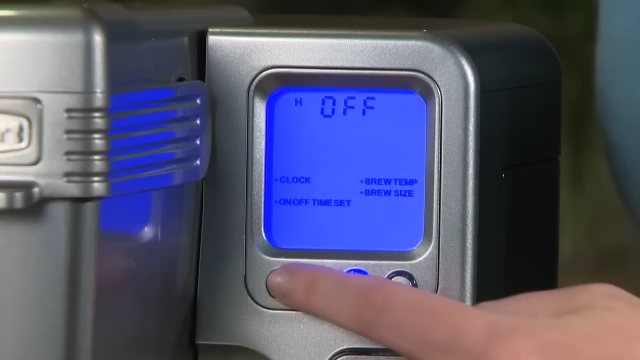 H OFF
• CLOCK • BREW TEMP
• BREW SIZE
• ON OFF TIME SET